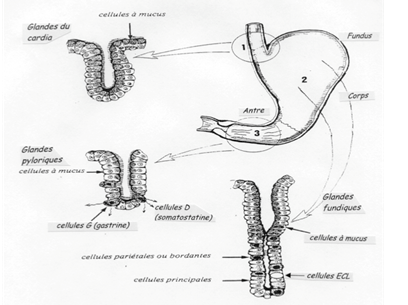 cellules à mucus
Glandes du
cardia
1
Fundus
2
Corps
Antre
3
Glandes
pyloriques
cellules à mucus
cellules D
(somatostatine)
cellules G (gastrine)
Glandes
fundiques
cellules à mucus
cellules pariétales ou bordantes
cellules ECL
cellules principales